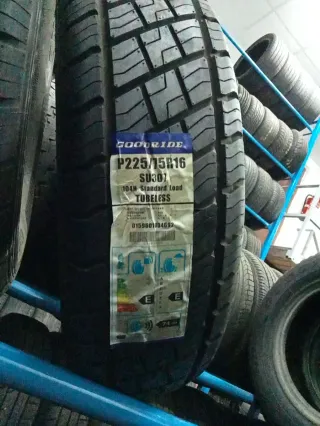 GOODRIDE
P225/75R16
SU307
104H Standard Load
TUBELESS
E
E